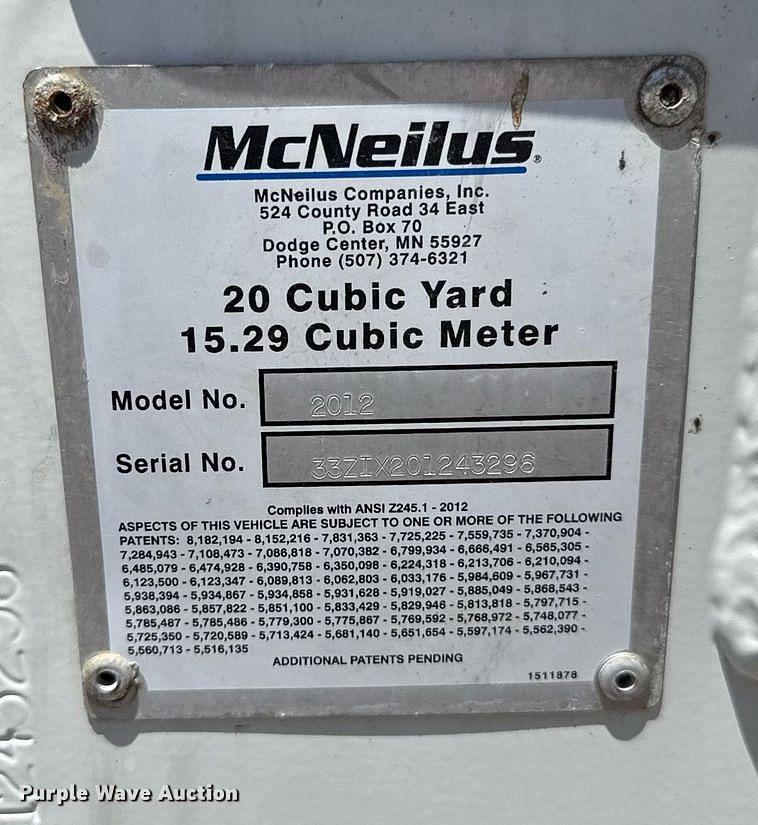 McNeilus®
McNeilus Companies, Inc.
524 County Road 34 East
P.O. Box 70
Dodge Center, MN 55927
Phone (507) 374-6321
20 Cubic Yard
15.29 Cubic Meter
Model No. 2012
Serial No. 33ZIX201243296
Complies with ANSI Z245.1 - 2012
ASPECTS OF THIS VEHICLE ARE SUBJECT TO ONE OR MORE OF THE FOLLOWING
PATENTS: 8,182,194 - 8,152,216 - 7,831,363 - 7,725,225 - 7,559,735 - 7,370,904 -
7,284,943 - 7,108,473 - 7,086,818 - 7,070,382 - 6,799,934 - 6,666,491 - 6,565,305 -
6,485,079 - 6,474,928 - 6,390,758 - 6,350,098 - 6,224,318 - 6,213,706 - 6,210,094 -
6,123,500 - 6,123,347 - 6,089,813 - 6,062,803 - 6,033,176 - 5,984,609 - 5,967,731 -
5,938,394 - 5,934,867 - 5,934,858 - 5,931,628 - 5,919,027 - 5,885,049 - 5,868,543 -
5,863,086 - 5,857,822 - 5,851,100 - 5,833,429 - 5,829,946 - 5,813,818 - 5,797,715 -
5,785,487 - 5,785,486 - 5,779,300 - 5,775,867 - 5,769,592 - 5,768,972 - 5,748,077 -
5,725,350 - 5,720,589 - 5,713,424 - 5,681,140 - 5,651,654 - 5,597,174 - 5,562,390 -
5,560,713 - 5,516,135
ADDITIONAL PATENTS PENDING
1511878
Purple Wave Auction